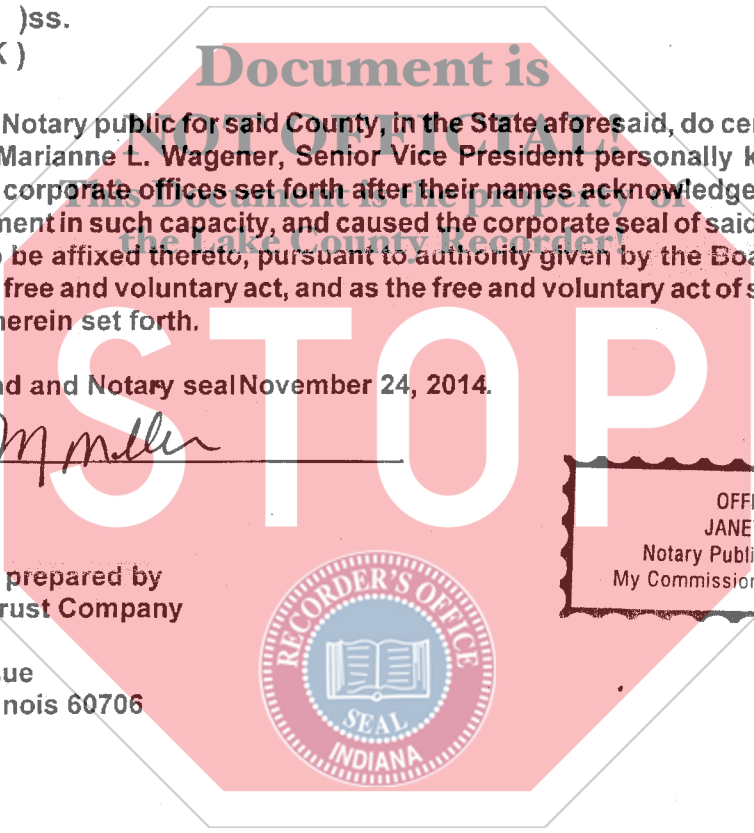 )ss.
K )
Document is
NOT OFFICIAL!
Notary public for said County, in the State aforesaid, do cer
Marianne L. Wagener, Senior Vice President personally k
This Document is the property of
corporate offices set forth after their names acknowledge
ment in such capacity, and caused the corporate seal of said
the Lake County Recorder!
be affixed thereto, pursuant to authority given by the Boa
free and voluntary act, and as the free and voluntary act of s
herein set forth.
STOP
nd and Notary seal November 24, 2014.
M Miller
OFFI
JANE
Notary Publi
My Commission
prepared by
rust Company
RECORDER'S OFFICE
SEAL
INDIANA
ue
nois 60706